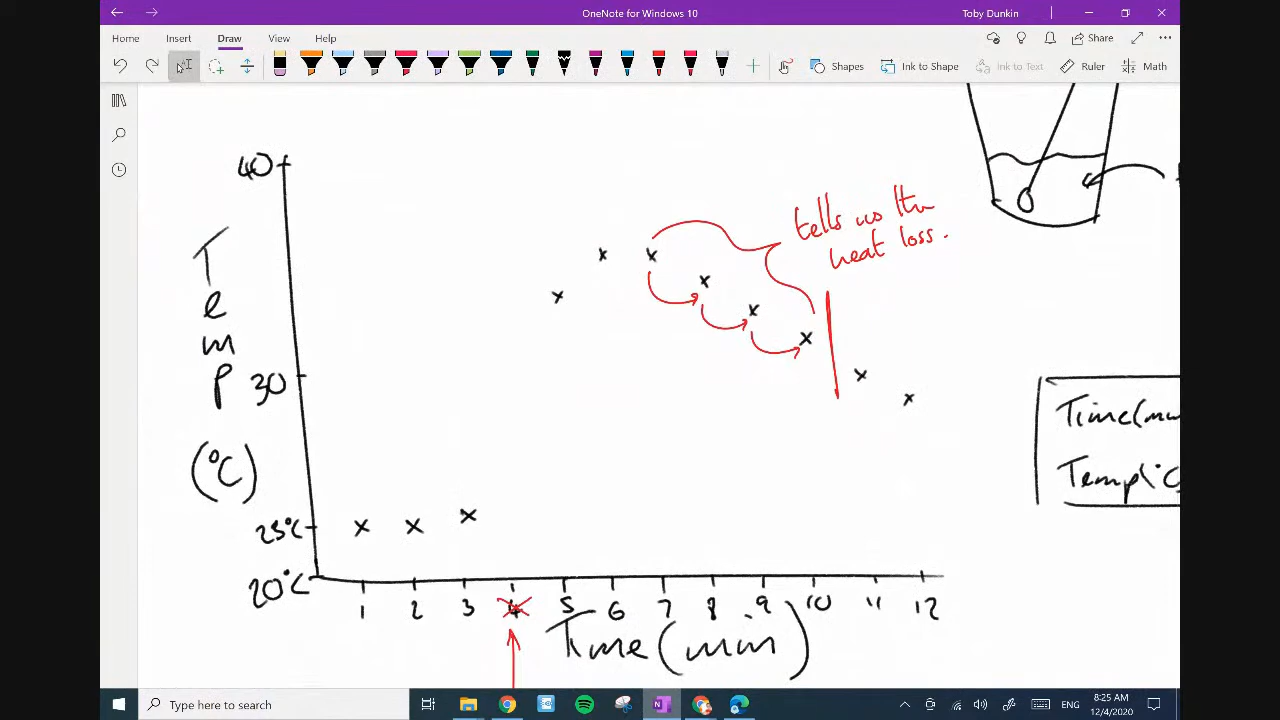 OneNote for Windows 10
Toby Dunkin
Home Insert Draw View Help
Share
Shapes
Ink to Shape
Ink to Text
Ruler
Math
40
Temp
(°C)
30
25°C
20°C
tells us the
heat loss.
1 2 3 4 5 6 7 8 9 10 11 12
Time (min)
Time(mi
Temp(°C
Type here to search
ENG
8:25 AM
12/4/2020